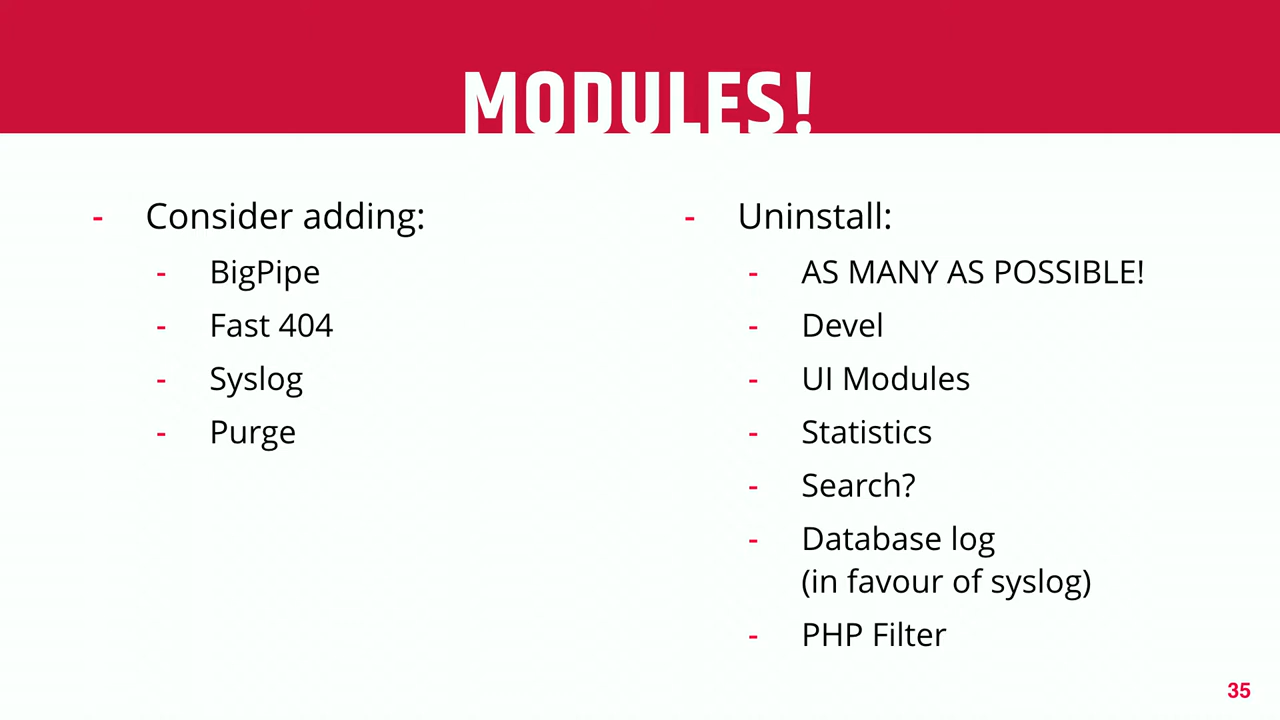 MODULES!
- Consider adding:
- BigPipe
- Fast 404
- Syslog
- Purge
- Uninstall:
- AS MANY AS POSSIBLE!
- Devel
- UI Modules
- Statistics
- Search?
- Database log
(in favour of syslog)
- PHP Filter
35